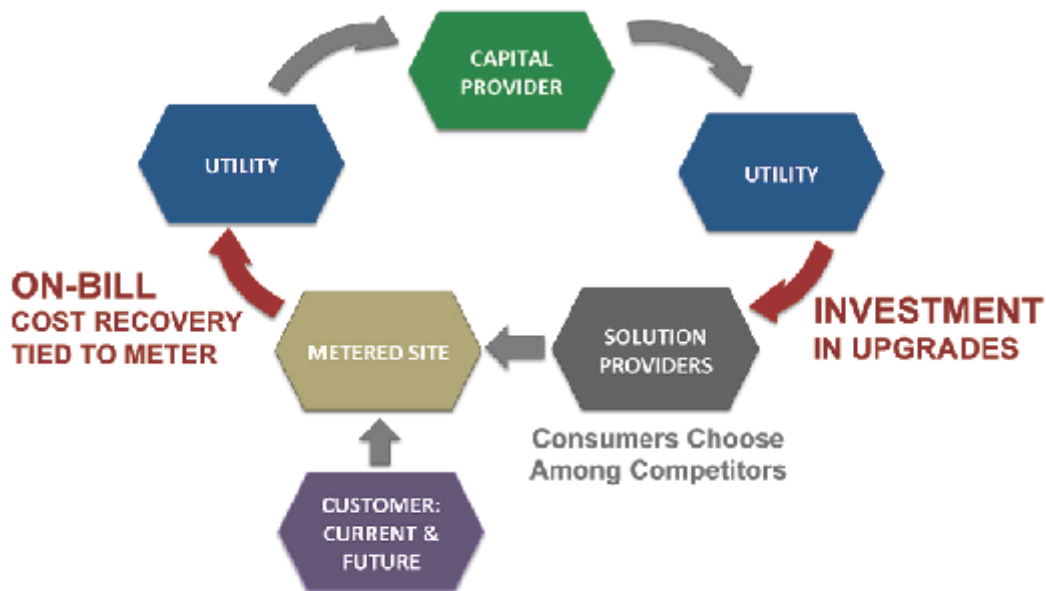 CAPITAL
PROVIDER
UTILITY
UTILITY
ON-BILL
COST RECOVERY
TIED TO METER
INVESTMENT
IN UPGRADES
METERED SITE
SOLUTION
PROVIDERS
Consumers Choose
Among Competitors
CUSTOMER:
CURRENT &
FUTURE